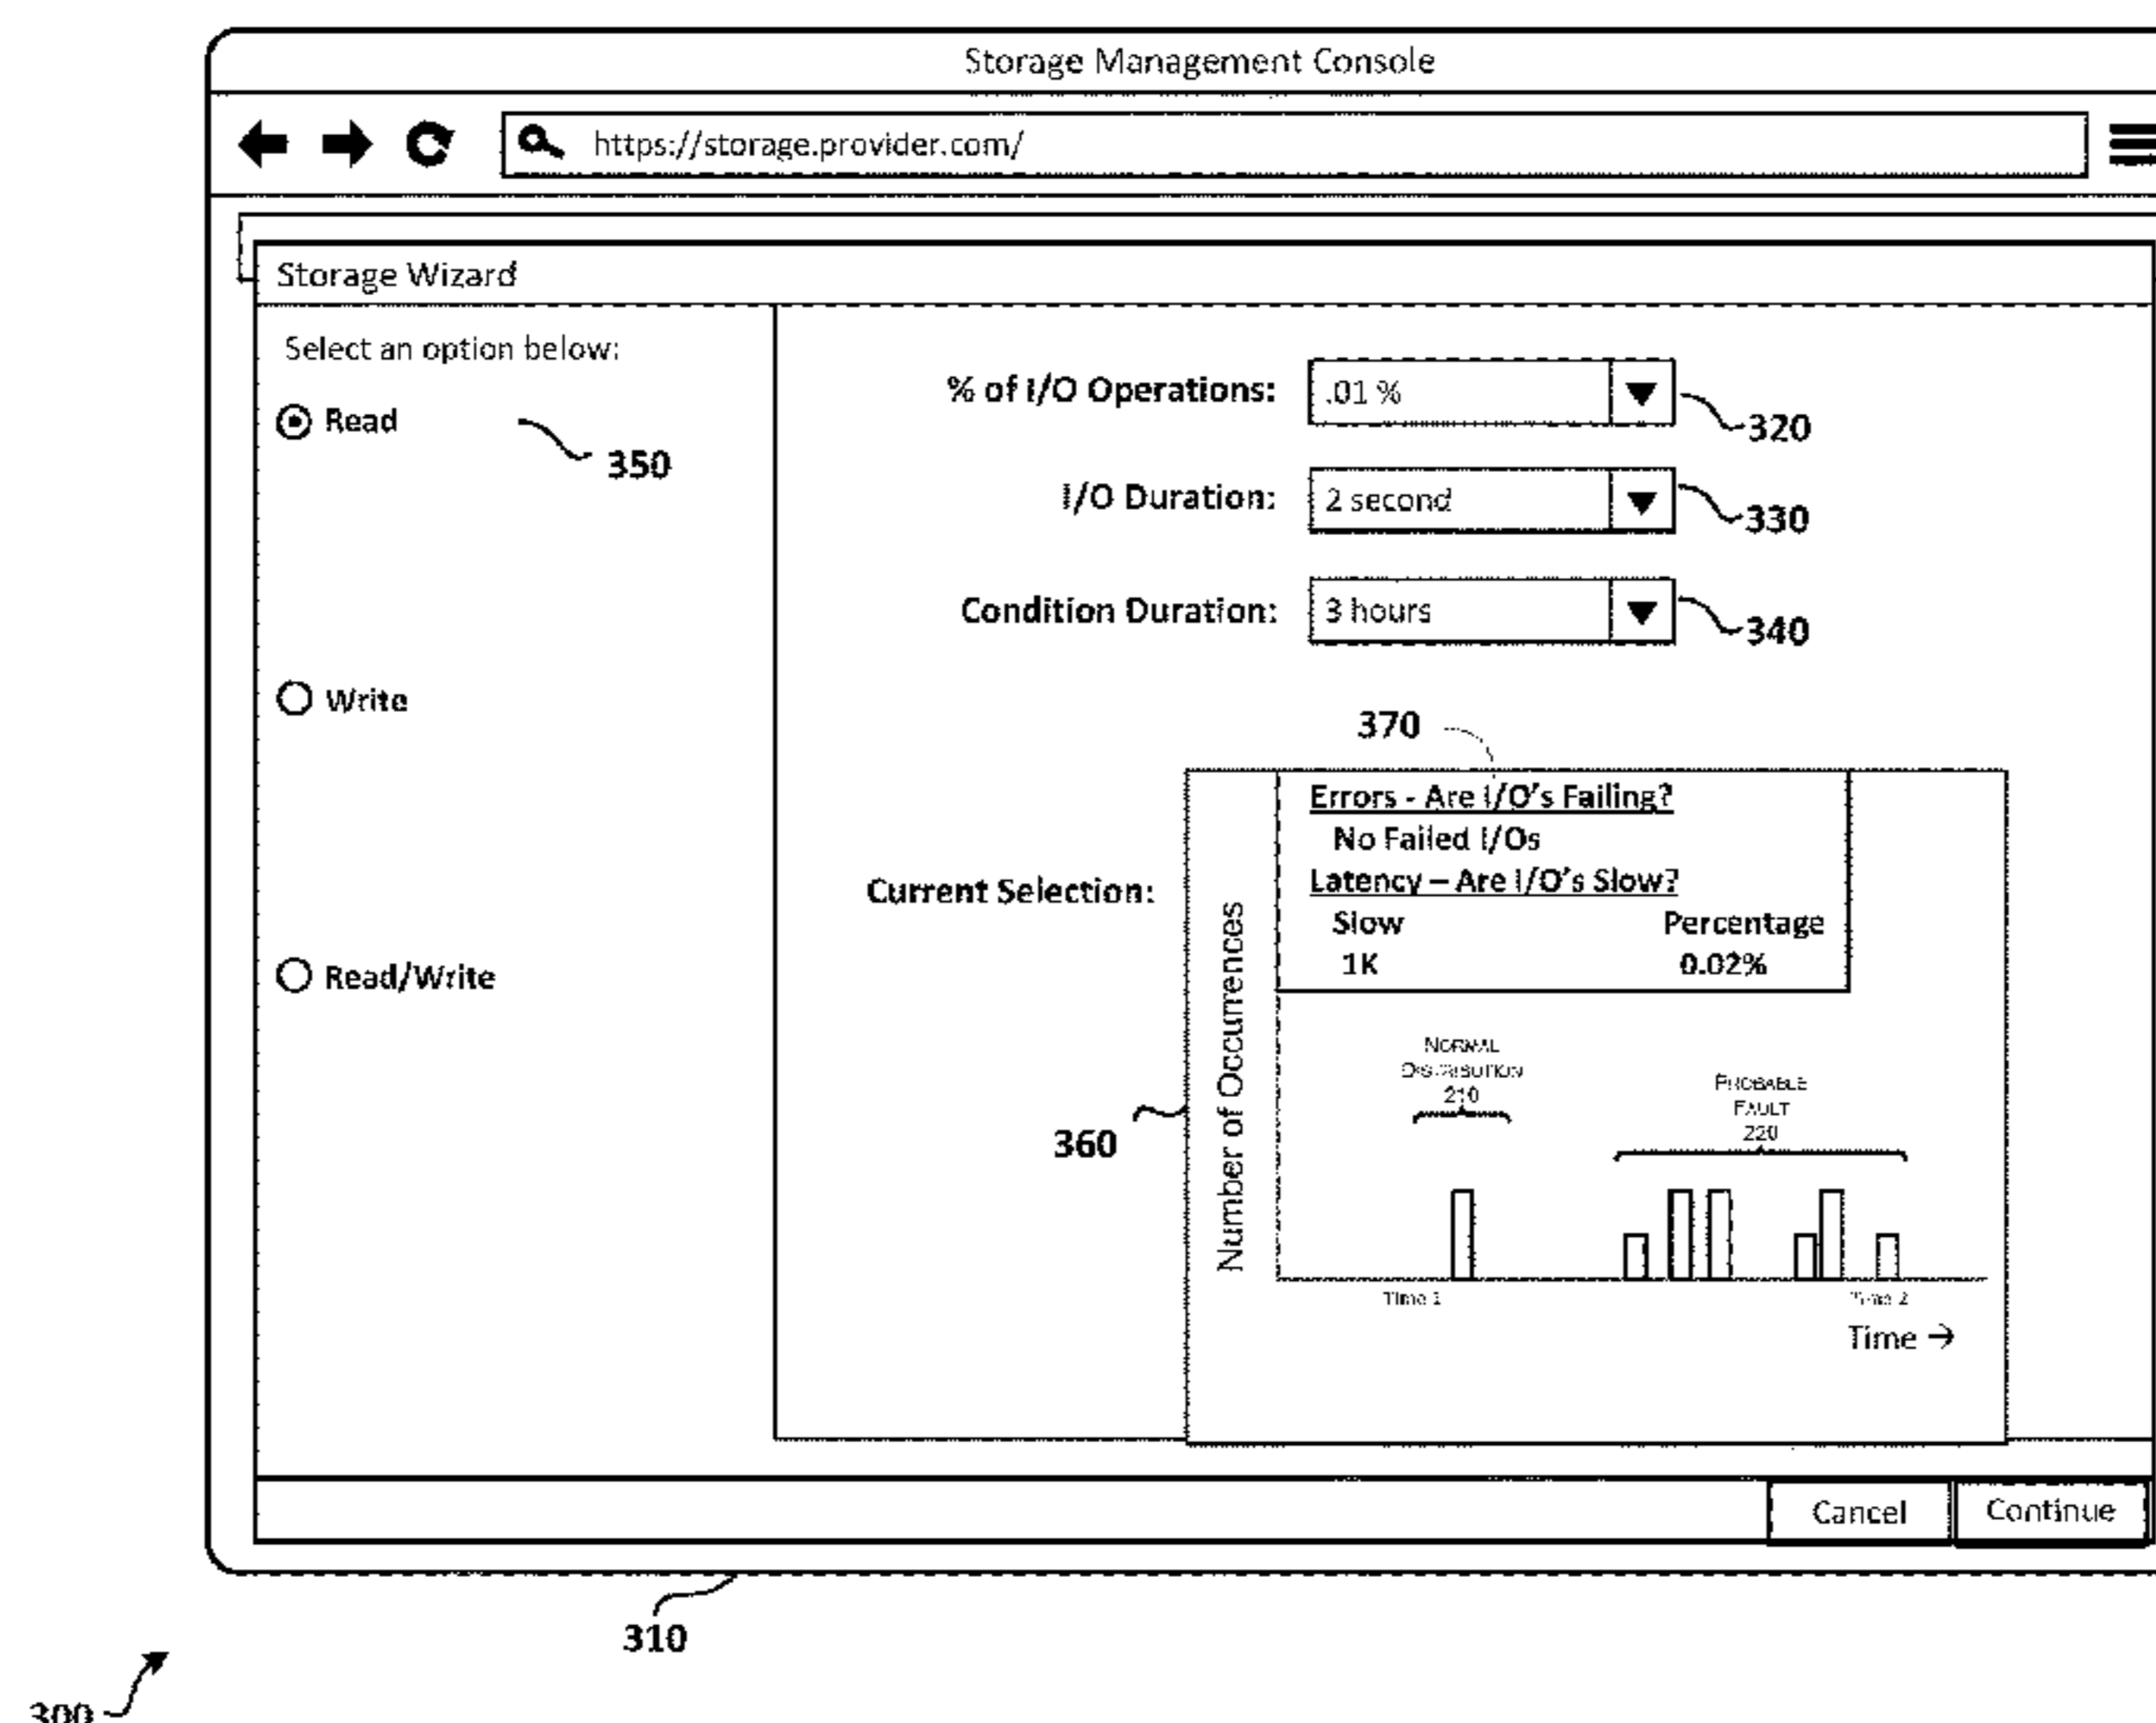 Storage Management Console
https://storage.provider.com/
Storage Wizard
Select an option below:
Read
350
Write
Read/Write
% of I/O Operations:
.01 %
320
I/O Duration:
2 second
330
Condition Duration:
3 hours
340
370
Current Selection:
Errors - Are I/O's Failing?
No Failed I/Os
Latency – Are I/O's Slow?
Slow Percentage
1K 0.02%
Number of Occurrences
360
NORMAL
DISTRIBUTION
210
PROBABLE
FAULT
220
Time 1
Time 2
Time →
Cancel
Continue
310
300